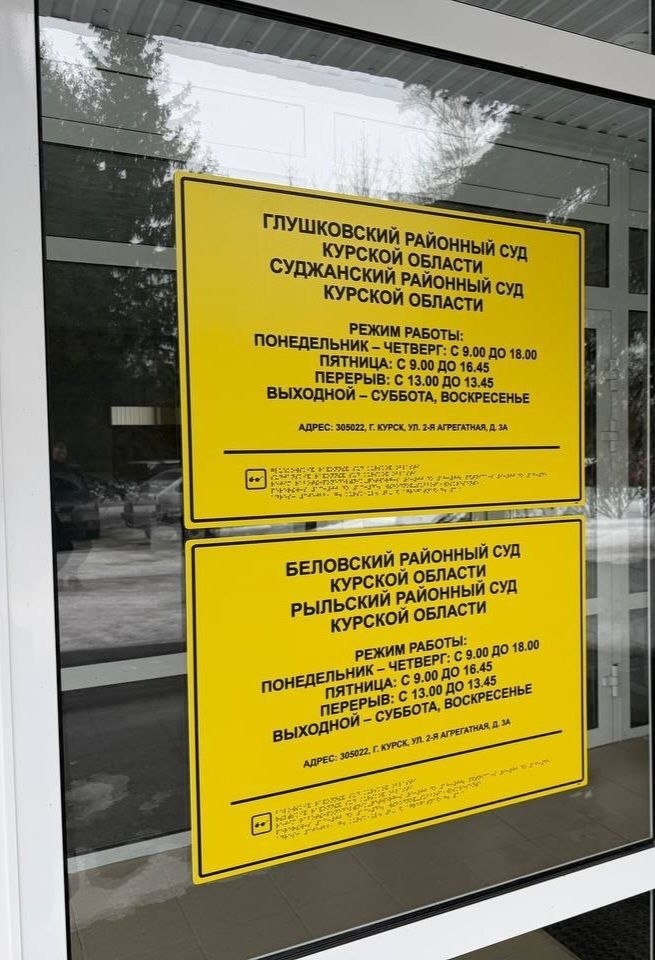 ГЛУШКОВСКИЙ РАЙОННЫЙ СУД
КУРСКОЙ ОБЛАСТИ
СУДЖАНСКИЙ РАЙОННЫЙ СУД
КУРСКОЙ ОБЛАСТИ
РЕЖИМ РАБОТЫ:
ПОНЕДЕЛЬНИК – ЧЕТВЕРГ: С 9.00 ДО 18.00
ПЯТНИЦА: С 9.00 ДО 16.45
ПЕРЕРЫВ: С 13.00 ДО 13.45
ВЫХОДНОЙ – СУББОТА, ВОСКРЕСЕНЬЕ
АДРЕС: 305022, Г. КУРСК, УЛ. 2-Я АГРЕГАТНАЯ, Д. 3А
БЕЛОВСКИЙ РАЙОННЫЙ СУД
КУРСКОЙ ОБЛАСТИ
РЫЛЬСКИЙ РАЙОННЫЙ СУД
КУРСКОЙ ОБЛАСТИ
РЕЖИМ РАБОТЫ:
ПОНЕДЕЛЬНИК – ЧЕТВЕРГ: С 9.00 ДО 18.00
ПЯТНИЦА: С 9.00 ДО 16.45
ПЕРЕРЫВ: С 13.00 ДО 13.45
ВЫХОДНОЙ – СУББОТА, ВОСКРЕСЕНЬЕ
АДРЕС: 305022, Г. КУРСК, УЛ. 2-Я АГРЕГАТНАЯ, Д. 3А